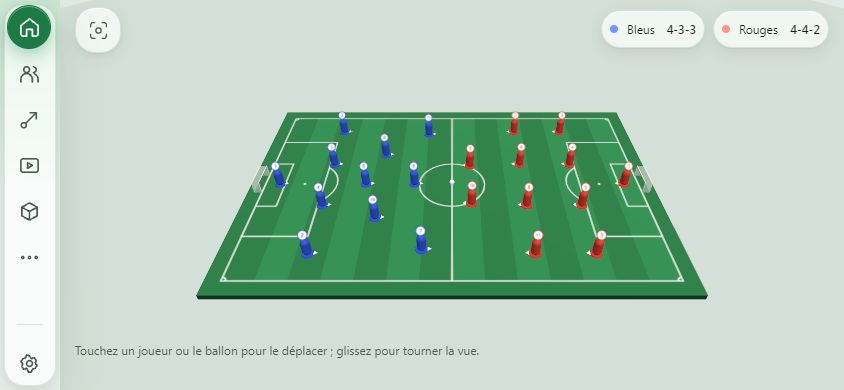 Bleus 4-3-3
Rouges 4-4-2
Touchez un joueur ou le ballon pour le déplacer ; glissez pour tourner la vue.